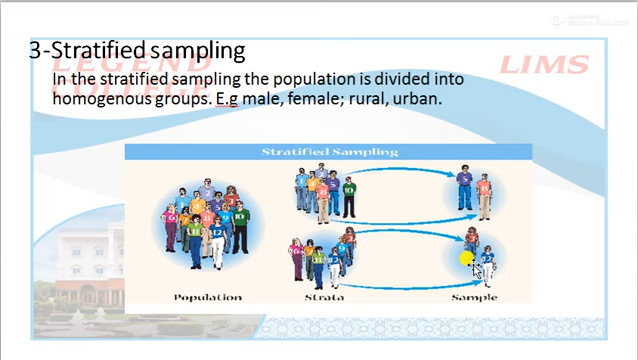 3-Stratified sampling
LEGEND
COLLEGE
LIMS
In the stratified sampling the population is divided into
homogenous groups. E.g male, female; rural, urban.
Stratified Sampling
Population
Strata
Sample